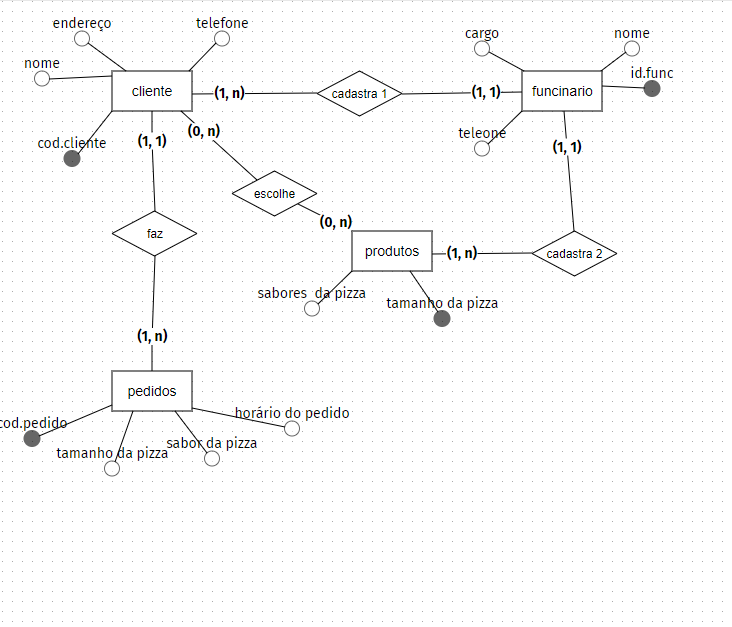 endereço
telefone
cargo
nome
nome
id.func
cliente
(1, n)
cadastra 1
(1, 1)
funcinario
cod.cliente
(1, 1)
(0, n)
teleone
(1, 1)
escolhe
(0, n)
faz
produtos
(1, n)
cadastra 2
sabores da pizza
tamanho da pizza
(1, n)
pedidos
cod.pedido
horário do pedido
tamanho da pizza
sabor da pizza